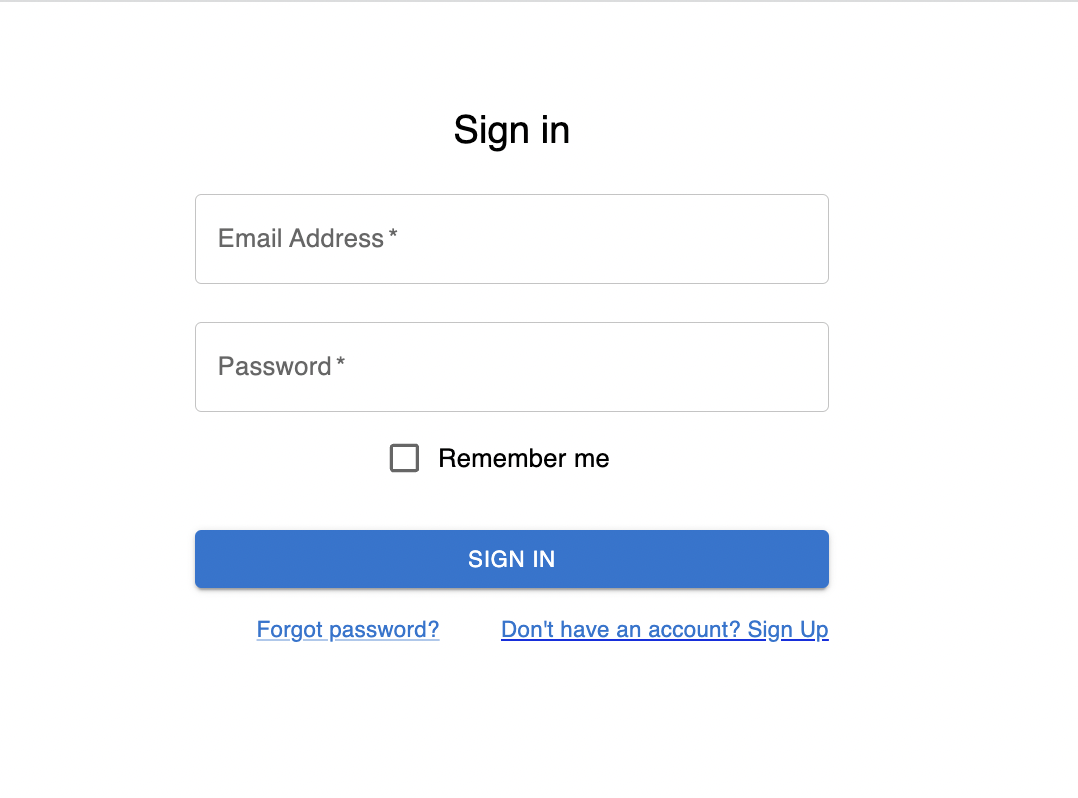 Sign in
Email Address *
Password *
Remember me
SIGN IN
Forgot password? Don't have an account? Sign Up